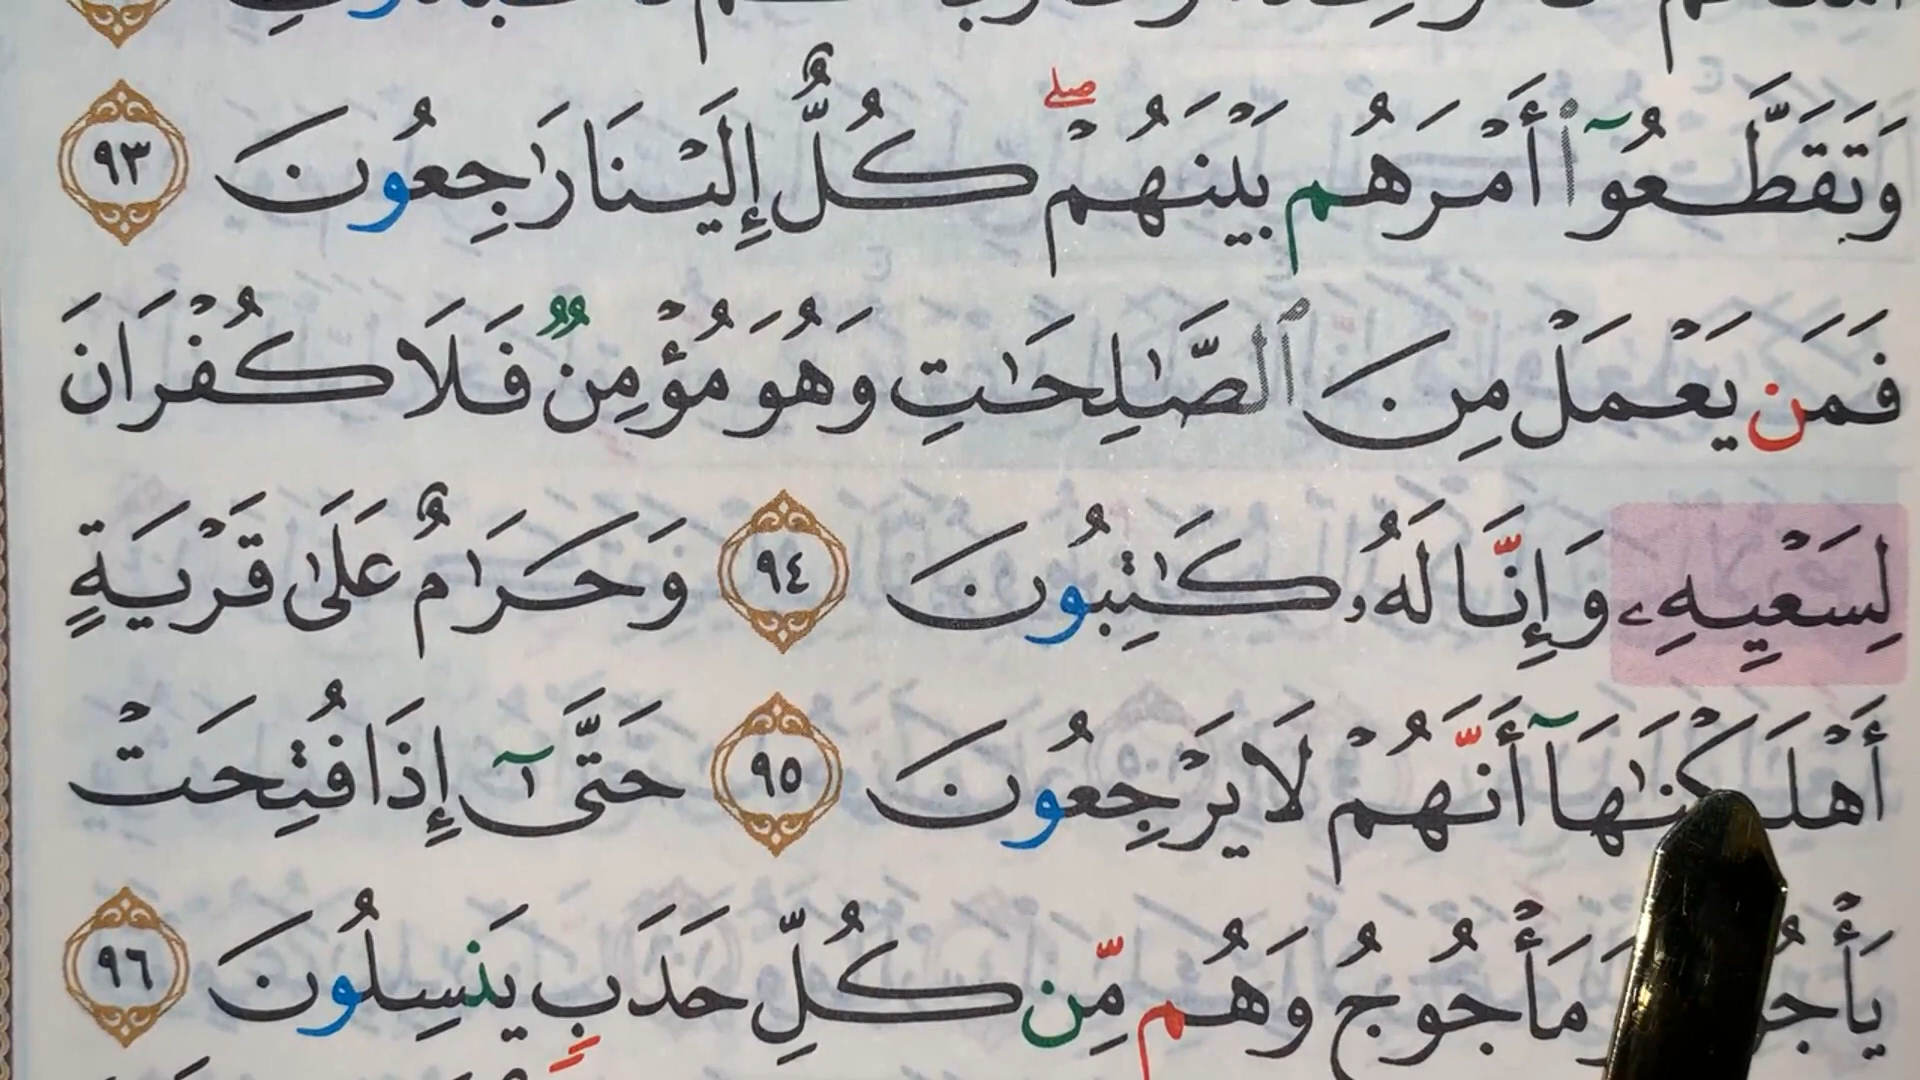 وَتَقَطَّعُوٓا۟ أَمْرَهُم بَيْنَهُمْ ۖ كُلٌّ إِلَيْنَا رَٰجِعُونَ ٩٣
فَمَن يَعْمَلْ مِنَ ٱلصَّٰلِحَٰتِ وَهُوَ مُؤْمِنٌ فَلَا كُفْرَانَ
لِسَعْيِهِۦ وَإِنَّا لَهُۥ كَٰتِبُونَ ٩٤ وَحَرَٰمٌ عَلَىٰ قَرْيَةٍ
أَهْلَكْنَٰهَآ أَنَّهُمْ لَا يَرْجِعُونَ ٩٥ حَتَّىٰٓ إِذَا فُتِحَتْ
وَمَأْجُوجُ وَهُم مِّن كُلِّ حَدَبٍ يَنسِلُونَ ٩٦